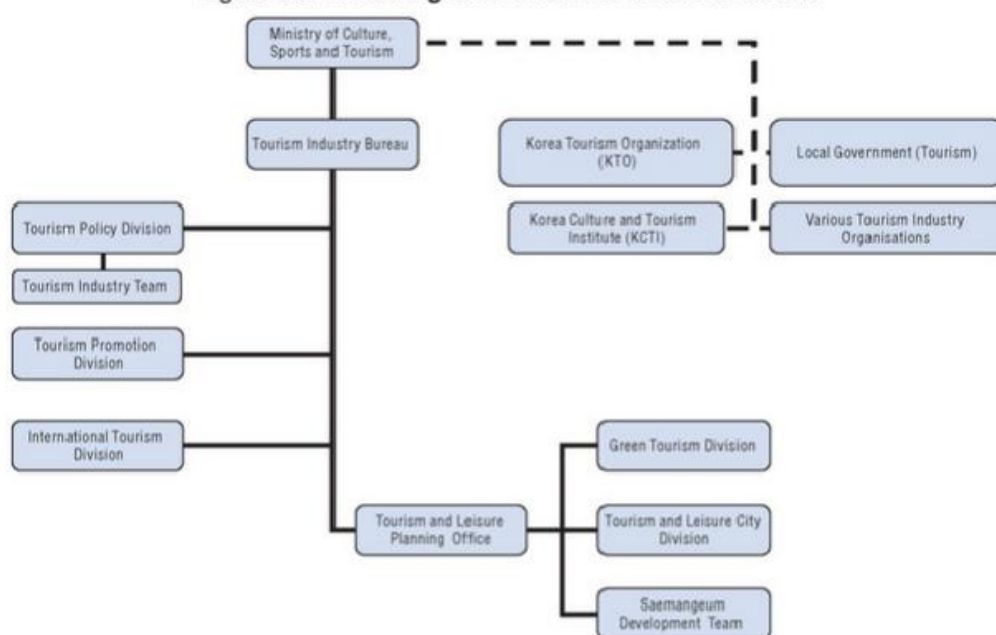 Ministry of Culture,
Sports and Tourism
Tourism Industry Bureau
Korea Tourism Organization
(KTO)
Local Government (Tourism)
Korea Culture and Tourism
Institute (KCTI)
Various Tourism Industry
Organisations
Tourism Policy Division
Tourism Industry Team
Tourism Promotion
Division
International Tourism
Division
Green Tourism Division
Tourism and Leisure
Planning Office
Tourism and Leisure City
Division
Saemangeum
Development Team